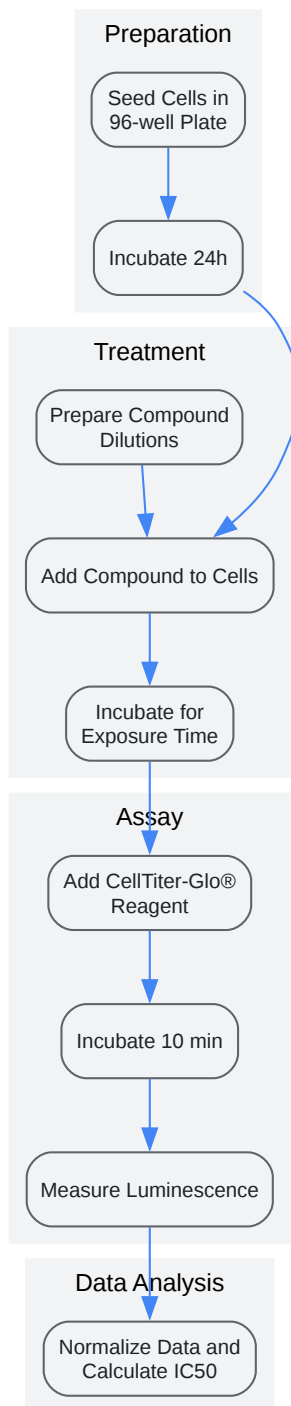 Preparation
Seed Cells in
96-well Plate
Incubate 24h
Treatment
Prepare Compound
Dilutions
Add Compound to Cells
Incubate for
Exposure Time
Assay
Add CellTiter-Glo®
Reagent
Incubate 10 min
Measure Luminescence
Data Analysis
Normalize Data and
Calculate IC50